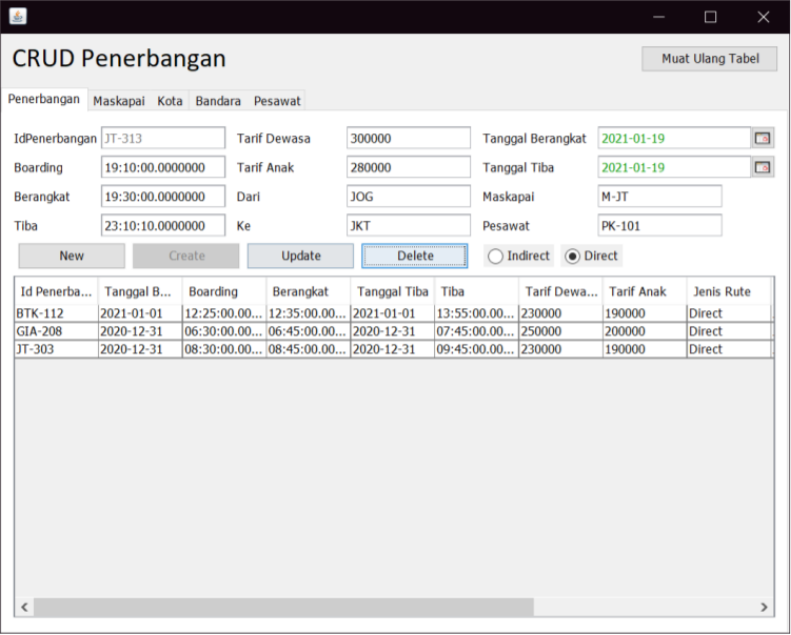 CRUD Penerbangan
Muat Ulang Tabel
Penerbangan Maskapai Kota Bandara Pesawat
IdPenerbangan JT-313 Tarif Dewasa 300000 Tanggal Berangkat 2021-01-19
Boarding 19:10:00.0000000 Tarif Anak 280000 Tanggal Tiba 2021-01-19
Berangkat 19:30:00.0000000 Dari JOG Maskapai M-JT
Tiba 23:10:10.0000000 Ke JKT Pesawat PK-101
New Create Update Delete Indirect Direct
Id Penerba... Tanggal B... Boarding Berangkat Tanggal Tiba Tiba Tarif Dewa... Tarif Anak Jenis Rute
BTK-112 2021-01-01 12:25:00.00... 12:35:00.00... 2021-01-01 13:55:00.00... 230000 190000 Direct
GIA-208 2020-12-31 06:30:00.00... 06:45:00.00... 2020-12-31 07:45:00.00... 250000 200000 Direct
JT-303 2020-12-31 08:30:00.00... 08:45:00.00... 2020-12-31 09:45:00.00... 230000 190000 Direct